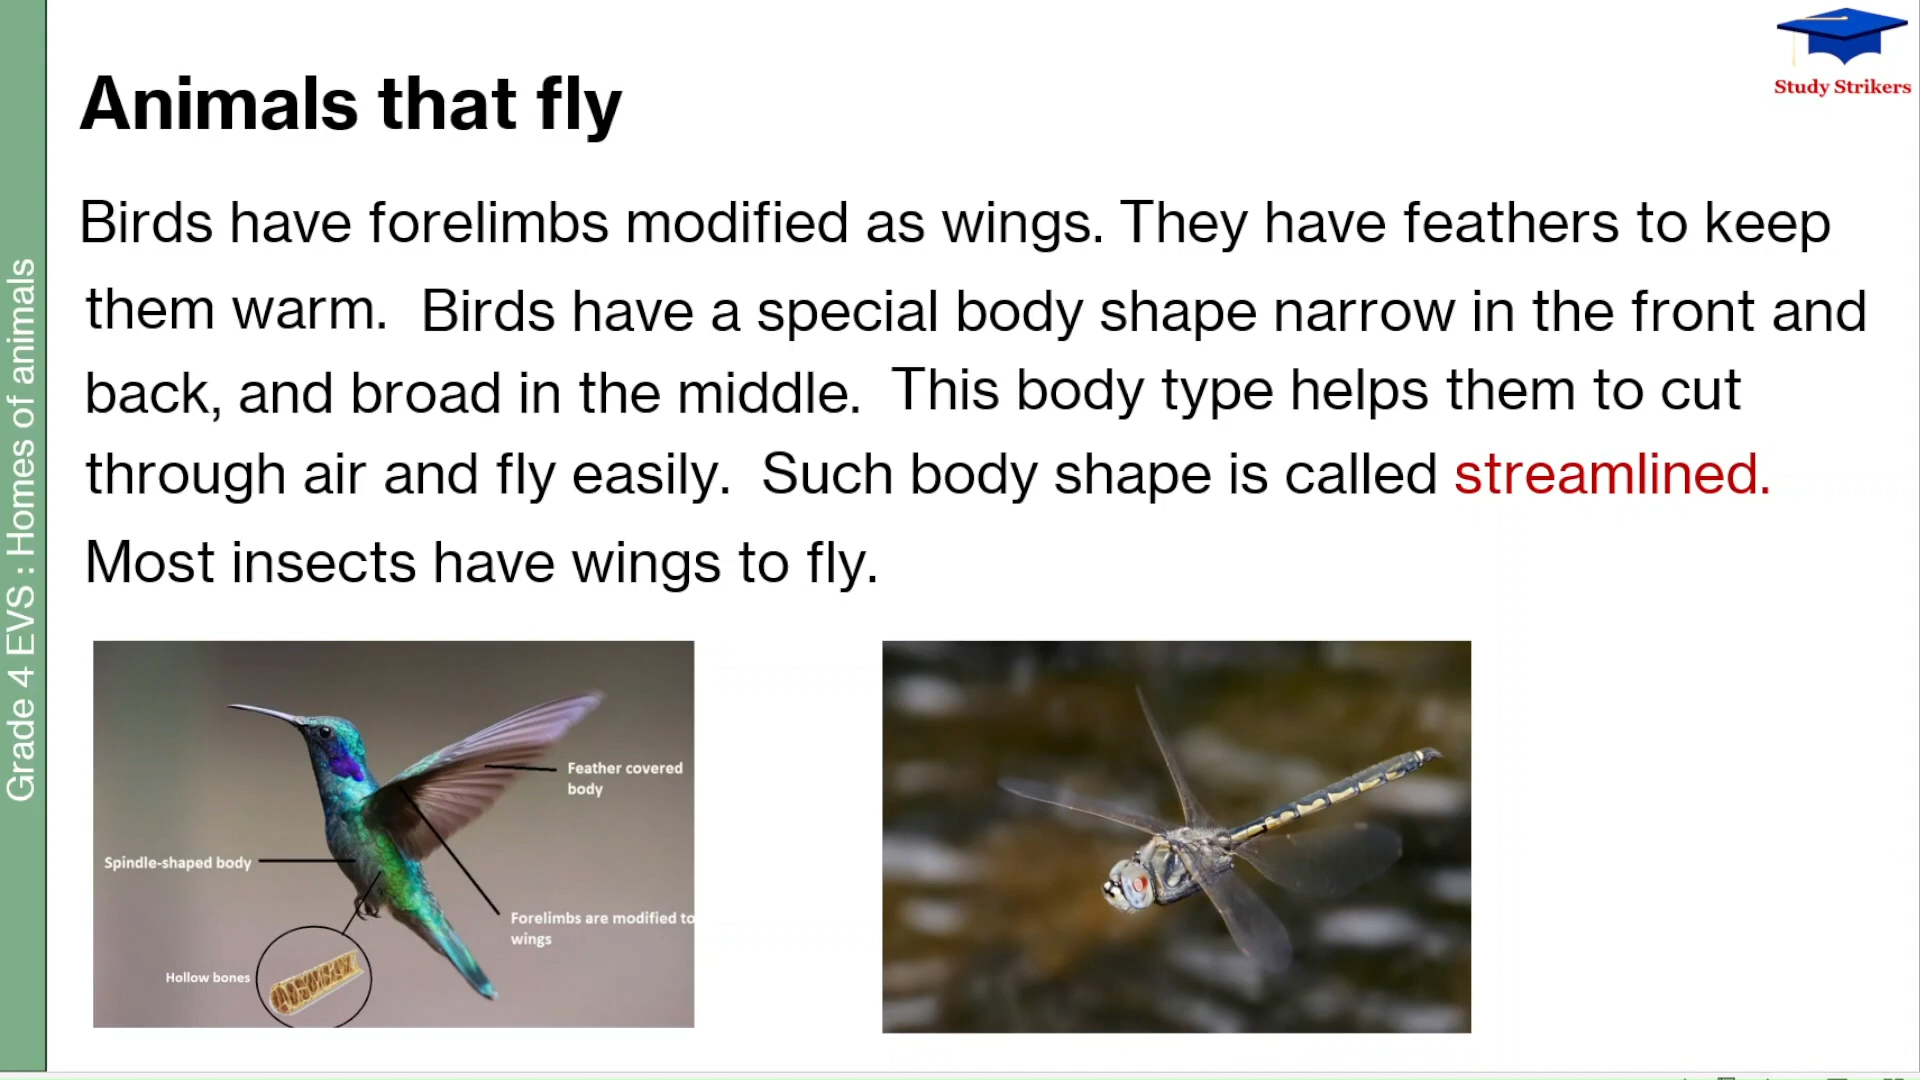 Study Strikers
Animals that fly
Birds have forelimbs modified as wings. They have feathers to keep
them warm. Birds have a special body shape narrow in the front and
back, and broad in the middle. This body type helps them to cut
through air and fly easily. Such body shape is called streamlined.
Most insects have wings to fly.
Grade 4 EVS : Homes of animals
Feather covered
body
Spindle-shaped body
Forelimbs are modified to
wings
Hollow bones